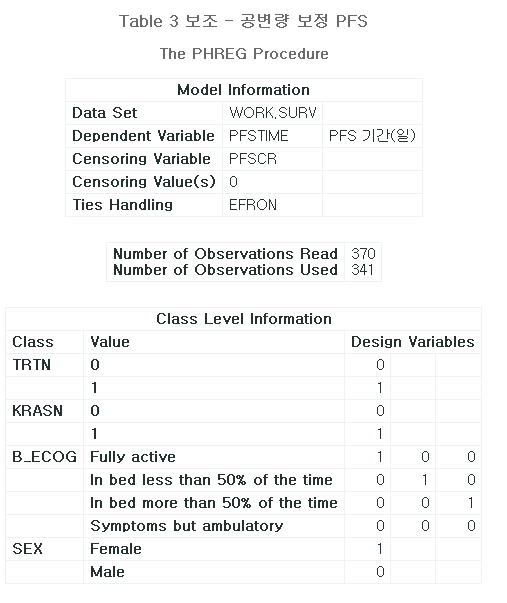 Table 3 보조 - 공변량 보정 PFS
The PHREG Procedure
Model Information
Data Set WORK.SURV
Dependent Variable PFSTIME PFS 기간(일)
Censoring Variable PFSCR
Censoring Value(s) 0
Ties Handling EFRON
Number of Observations Read 370
Number of Observations Used 341
Class Level Information
Class Value Design Variables
TRTN 0 0
1 1
KRASN 0 0
1 1
B_ECOG Fully active 1 0 0
In bed less than 50% of the time 0 1 0
In bed more than 50% of the time 0 0 1
Symptoms but ambulatory 0 0 0
SEX Female 1
Male 0